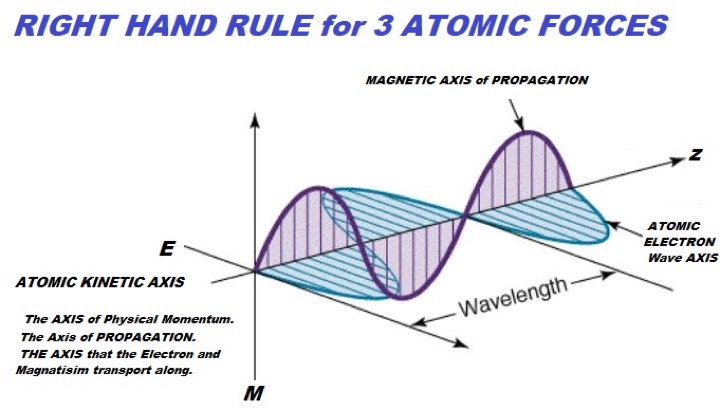 RIGHT HAND RULE for 3 ATOMIC FORCES
MAGNETIC AXIS of PROPAGATION
Z
ATOMIC
ELECTRON
Wave AXIS
E
ATOMIC KINETIC AXIS
Wavelength
The AXIS of Physical Momentum.
The Axis of PROPAGATION.
THE AXIS that the Electron and
Magnatisim transport along.
M